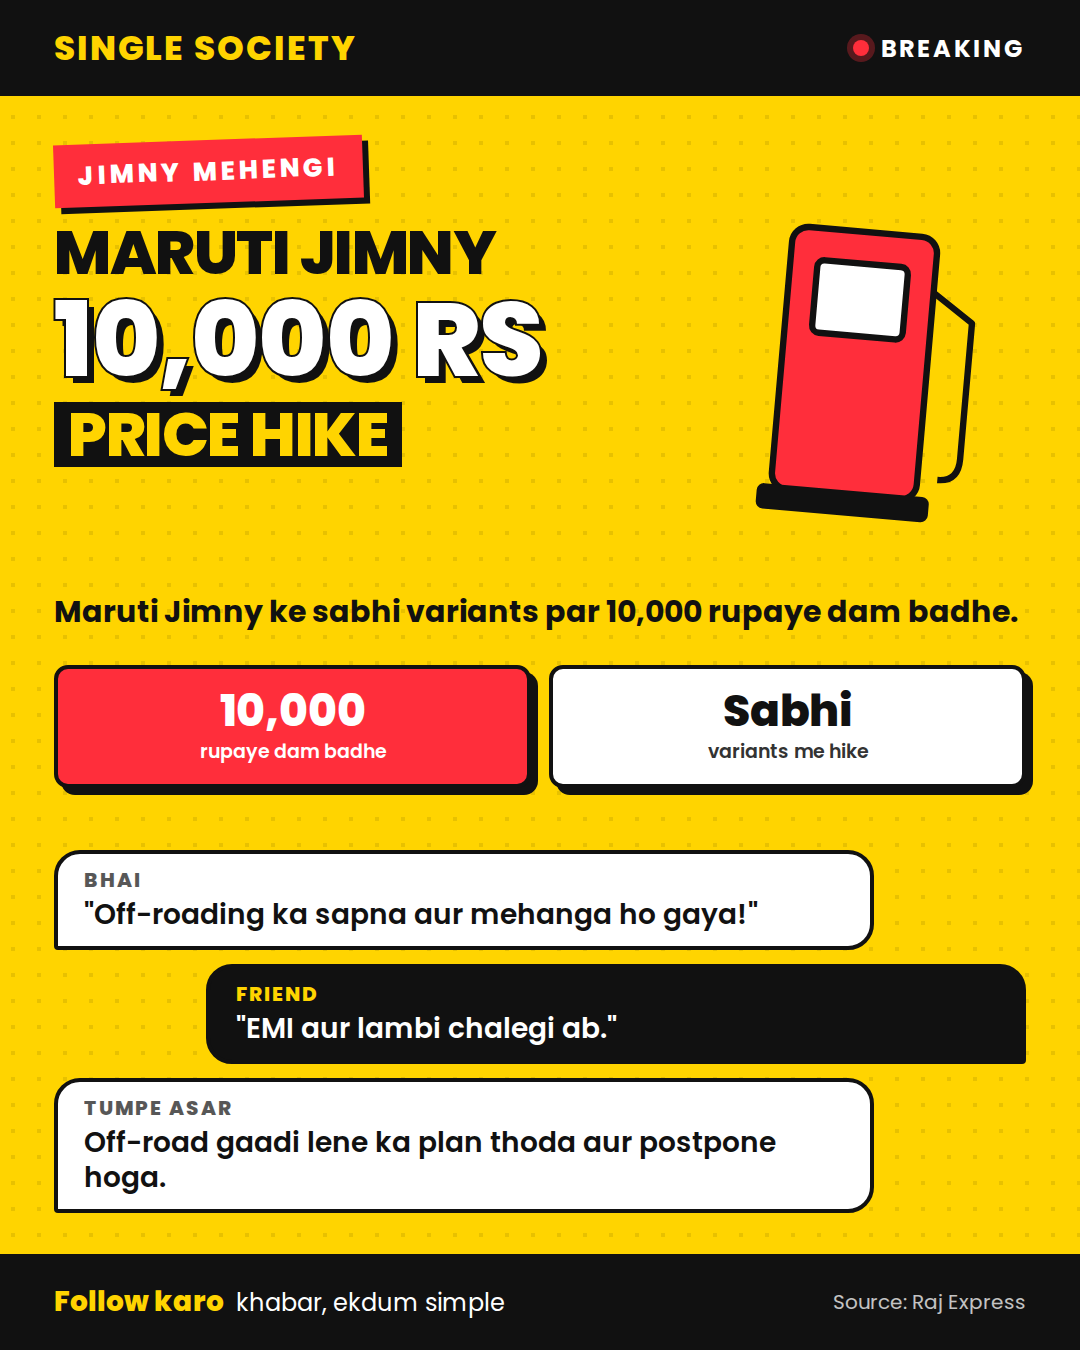 SINGLE SOCIETY
BREAKING
JIMNY MEHENGI
MARUTI JIMNY
10,000 RS
PRICE HIKE
Maruti Jimny ke sabhi variants par 10,000 rupaye dam badhe.
10,000
rupaye dam badhe
Sabhi
variants me hike
BHAI
"Off-roading ka sapna aur mehanga ho gaya!"
FRIEND
"EMI aur lambi chalegi ab."
TUMPE ASAR
Off-road gaadi lene ka plan thoda aur postpone
hoga.
Follow karo khabar, ekdum simple
Source: Raj Express